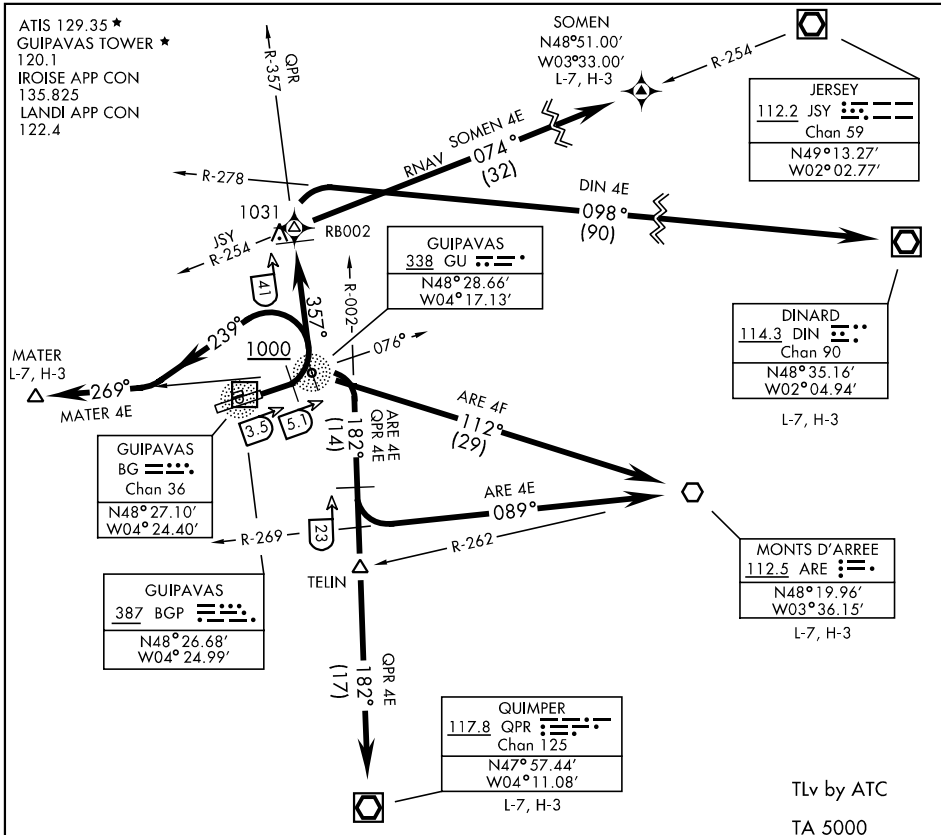 ATIS 129.35 ★
GUIPAVAS TOWER ★
120.1
IROISE APP CON
135.825
LANDI APP CON
122.4
QPR
R-357
SOMEN
N48°51.00′
W03°33.00′
L-7, H-3
R-254
JERSEY
112.2 JSY
Chan 59
N49°13.27′
W02°02.77′
RNAV SOMEN 4E
074°
(32)
R-278
DIN 4E
098°
(90)
1031
RB002
JSY
R-254
GUIPAVAS
338 GU
N48°28.66′
W04°17.13′
R-002
41
357°
239°
1000
076°
DINARD
114.3 DIN
Chan 90
N48°35.16′
W02°04.94′
L-7, H-3
MATER
L-7, H-3
269°
MATER 4E
3.5
5.1
ARE 4E
QPR 4E
182°
(14)
ARE 4F
112°
(29)
GUIPAVAS
BG
Chan 36
N48°27.10′
W04°24.40′
ARE 4E
089°
R-269
23
R-262
TELIN
MONTS D'ARREE
112.5 ARE
N48°19.96′
W03°36.15′
L-7, H-3
GUIPAVAS
387 BGP
N48°26.68′
W04°24.99′
QPR 4E
182°
(17)
QUIMPER
117.8 QPR
Chan 125
N47°57.44′
W04°11.08′
L-7, H-3
TLv by ATC
TA 5000